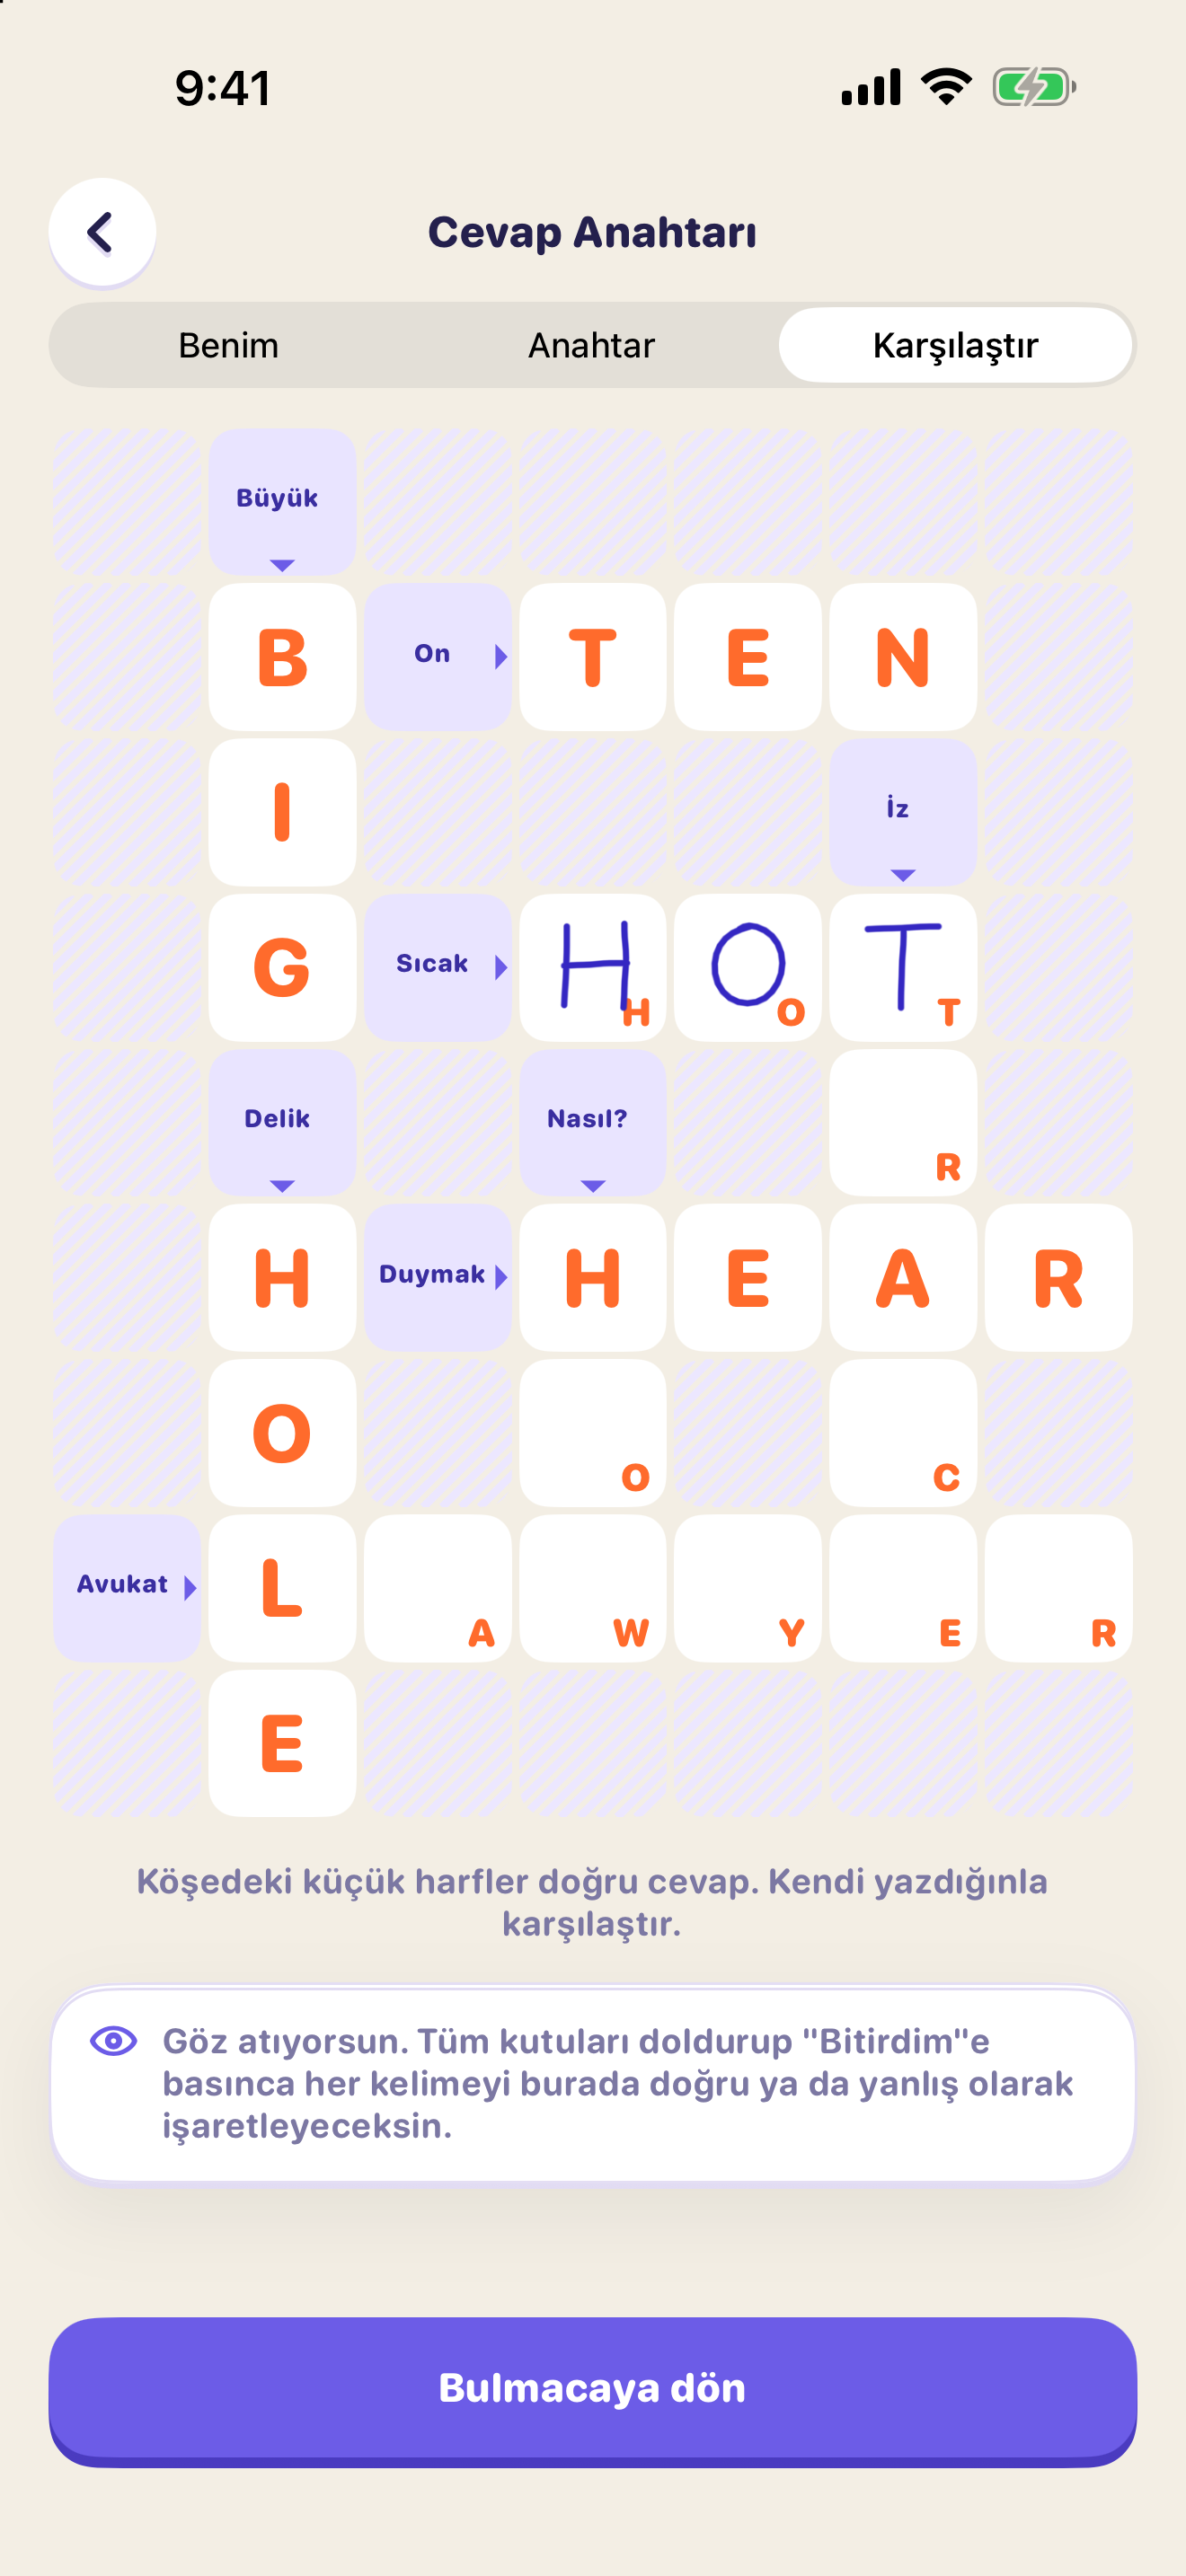 9:41
Cevap Anahtarı
Benim Anahtar Karşılaştır
Büyük
B On T E N
I İz
G Sıcak H H O O T T
Delik Nasıl? R
H Duymak H E A R
O O C
Avukat L A W Y E R
E
Köşedeki küçük harfler doğru cevap. Kendi yazdığınla
karşılaştır.
Göz atıyorsun. Tüm kutuları doldurup "Bitirdim"e
basınca her kelimeyi burada doğru ya da yanlış olarak
işaretleyeceksin.
Bulmacaya dön